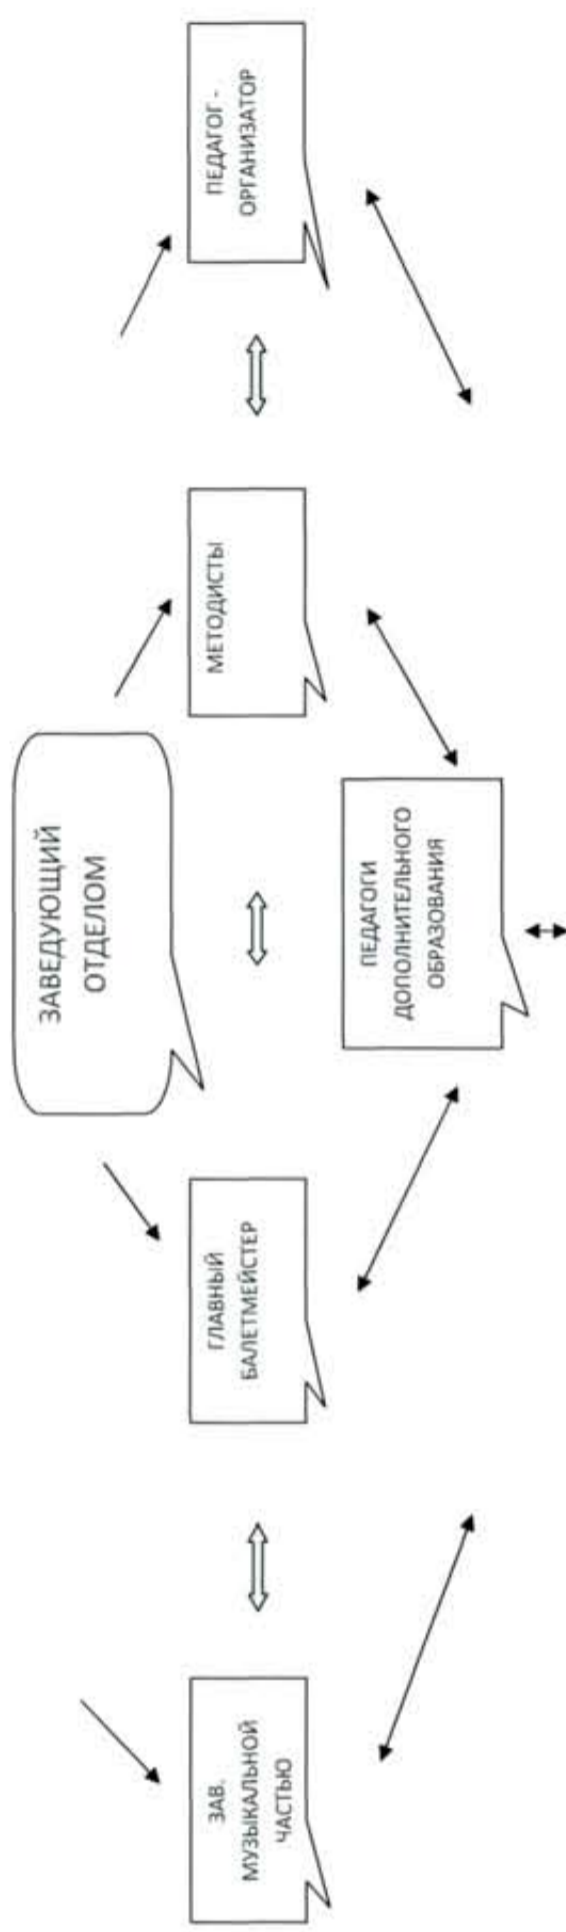 ЗАВЕДУЮЩИЙ
ОТДЕЛОМ
ЗАВ.
МУЗЫКАЛЬНОЙ
ЧАСТЬЮ
ГЛАВНЫЙ
БАЛЕТМЕЙСТЕР
МЕТОДИСТЫ
ПЕДАГОГ -
ОРГАНИЗАТОР
ПЕДАГОГИ
ДОПОЛНИТЕЛЬНОГО
ОБРАЗОВАНИЯ